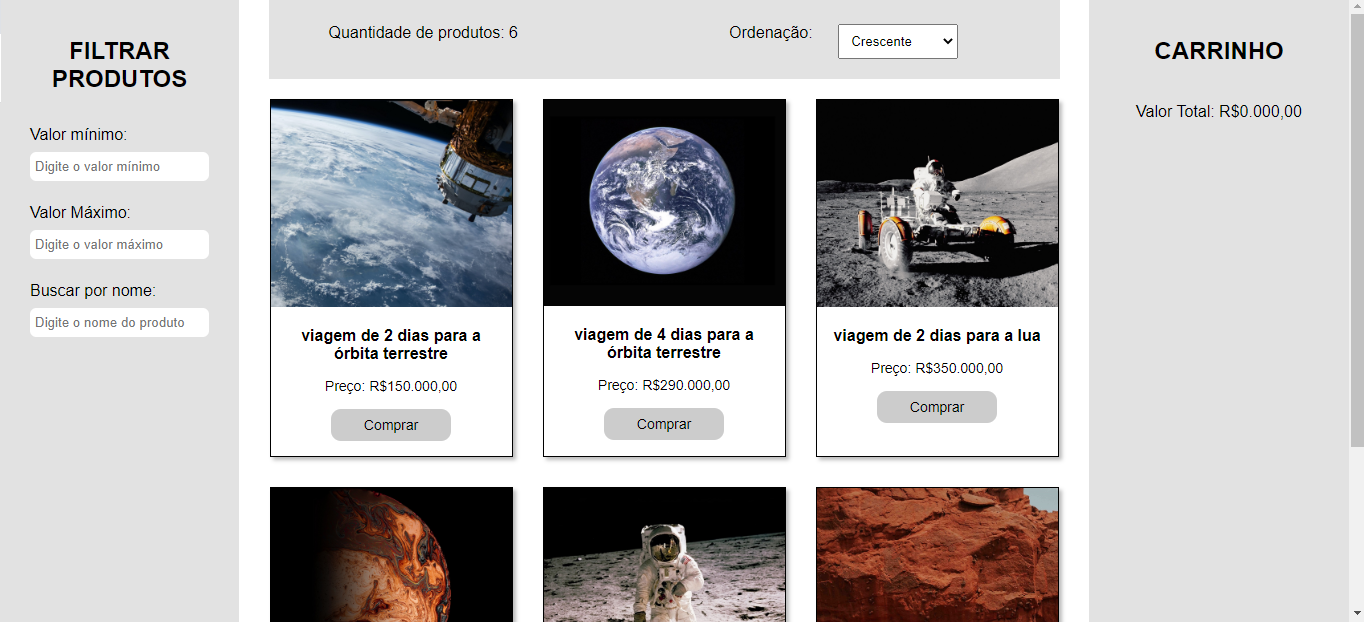 FILTRAR
PRODUTOS
Valor mínimo:
Digite o valor mínimo
Valor Máximo:
Digite o valor máximo
Buscar por nome:
Digite o nome do produto
Quantidade de produtos: 6
Ordenação:
Crescente
viagem de 2 dias para a
órbita terrestre
Preço: R$150.000,00
Comprar
viagem de 4 dias para a
órbita terrestre
Preço: R$290.000,00
Comprar
viagem de 2 dias para a lua
Preço: R$350.000,00
Comprar
CARRINHO
Valor Total: R$0.000,00